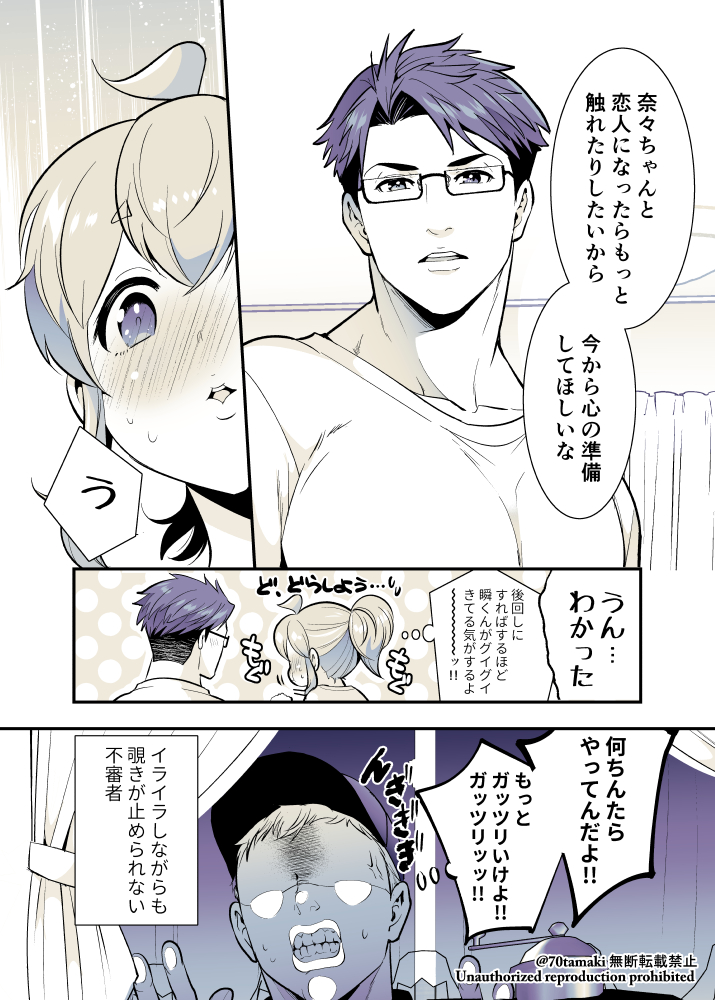 奈々ちゃんと
恋人になったらもっと
触れたりしたいから
今から心の準備
してほしいな
う
うん…
わかった
後回しに
すればするほど
瞬くんがグイグイ
きてる気がするよ
~~~~~~ッ!!
ど、どうしよう…
もぐ
もぐ
もぐ
もぐ
何ちんたら
やってんだよ!!
もっと
ガッツリいけよ!!
ガッツリッッ!!
んぎぎぎぎ
イライラしながらも
覗きが止められない
不審者
@70tamaki 無断転載禁止
Unauthorized reproduction prohibited